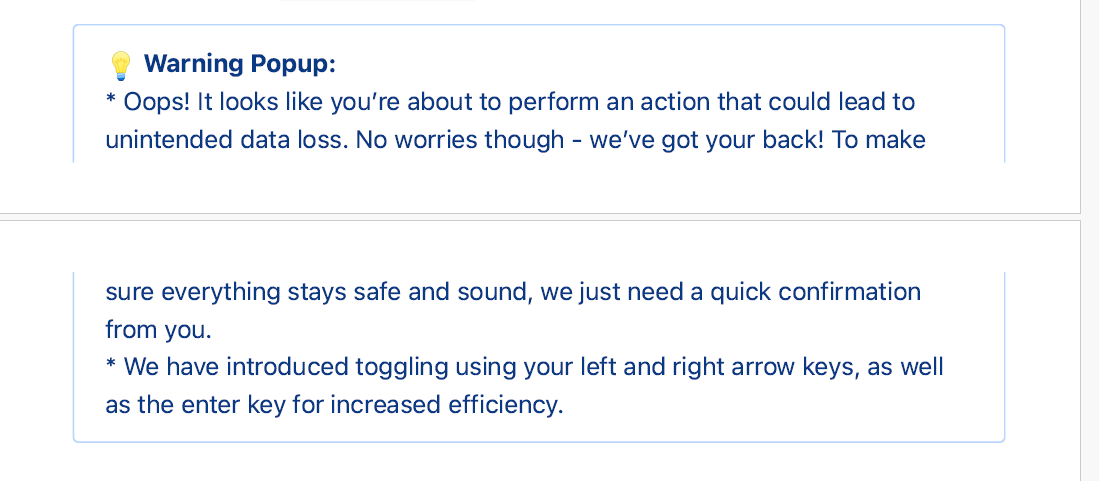 💡 Warning Popup:
* Oops! It looks like you’re about to perform an action that could lead to
unintended data loss. No worries though - we’ve got your back! To make
sure everything stays safe and sound, we just need a quick confirmation
from you.
* We have introduced toggling using your left and right arrow keys, as well
as the enter key for increased efficiency.